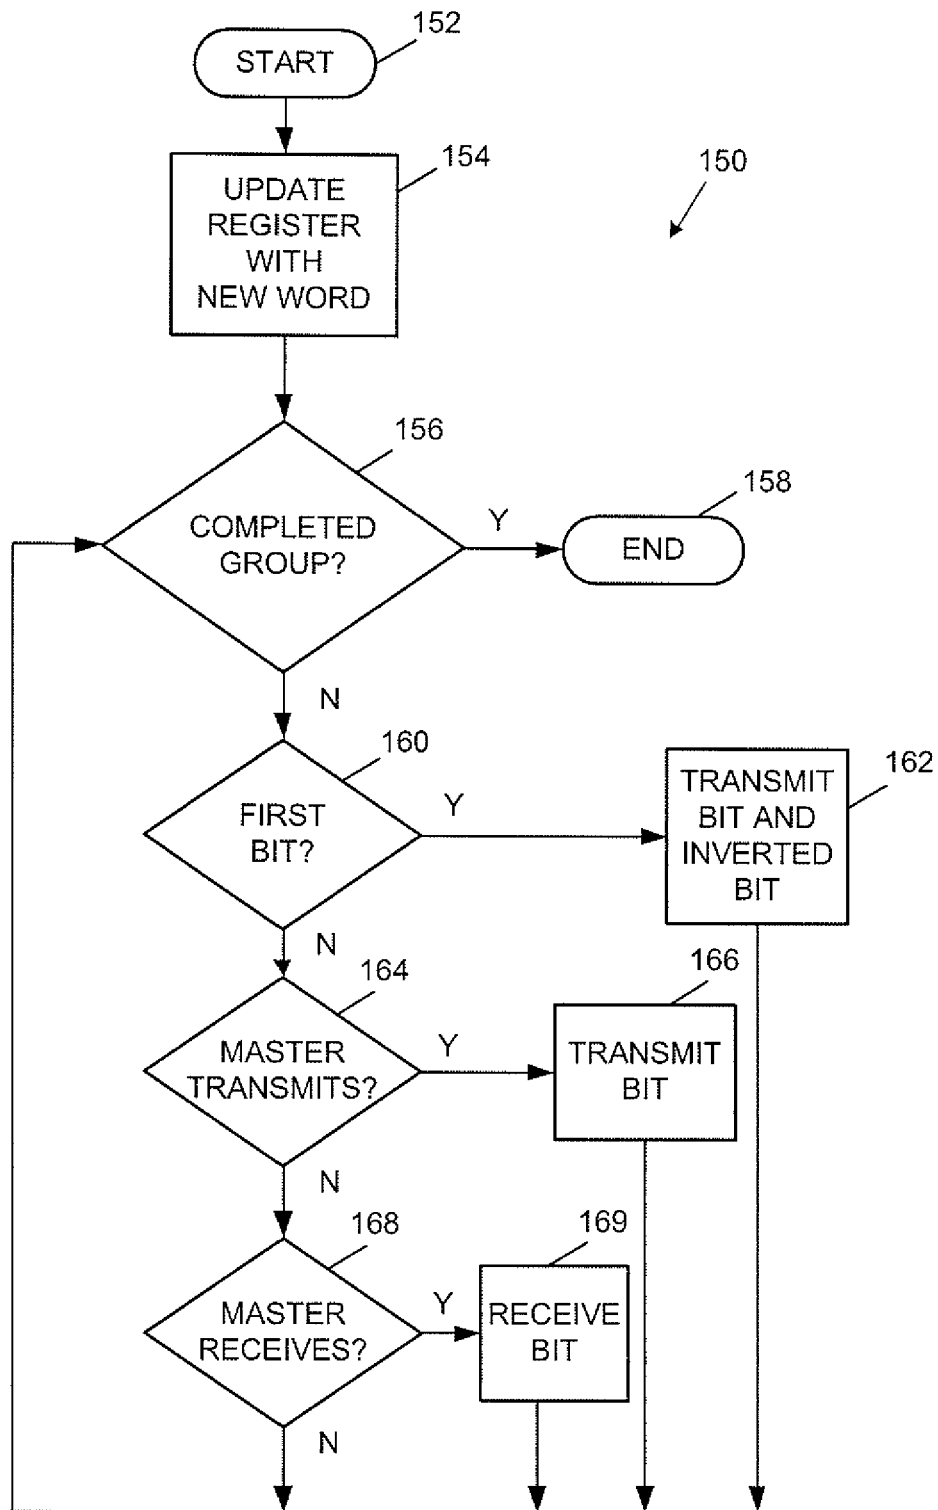 152
START
154
150
UPDATE
REGISTER
WITH
NEW WORD
156
COMPLETED
GROUP?
Y
158
END
N
160
FIRST
BIT?
Y
162
TRANSMIT
BIT AND
INVERTED
BIT
N
164
MASTER
TRANSMITS?
Y
166
TRANSMIT
BIT
N
168
MASTER
RECEIVES?
Y
169
RECEIVE
BIT
N